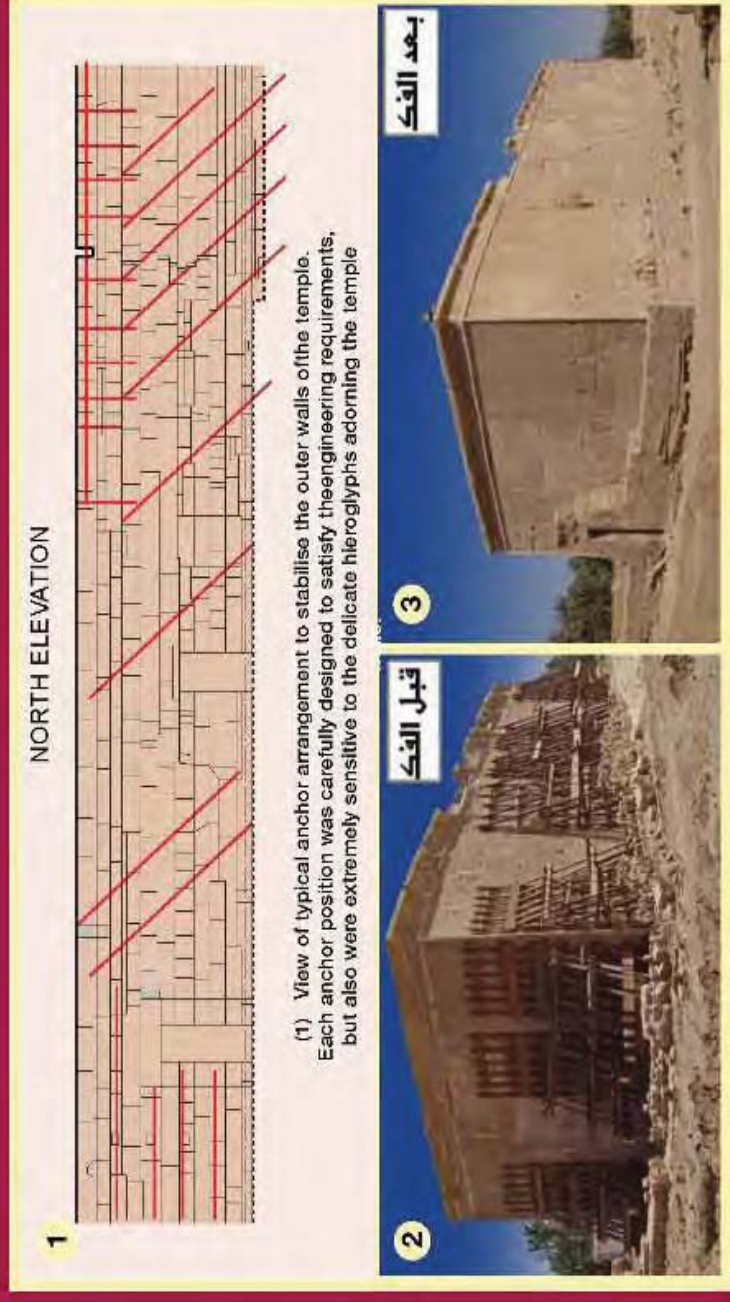 NORTH ELEVATION
1
(1) View of typical anchor arrangement to stabilise the outer walls ofthe temple.
Each anchor position was carefully designed to satisfy theengineering requirements,
but also were extremely sensitive to the delicate hieroglyphs adorning the temple
2
قبل الفك
3
بعد الفك